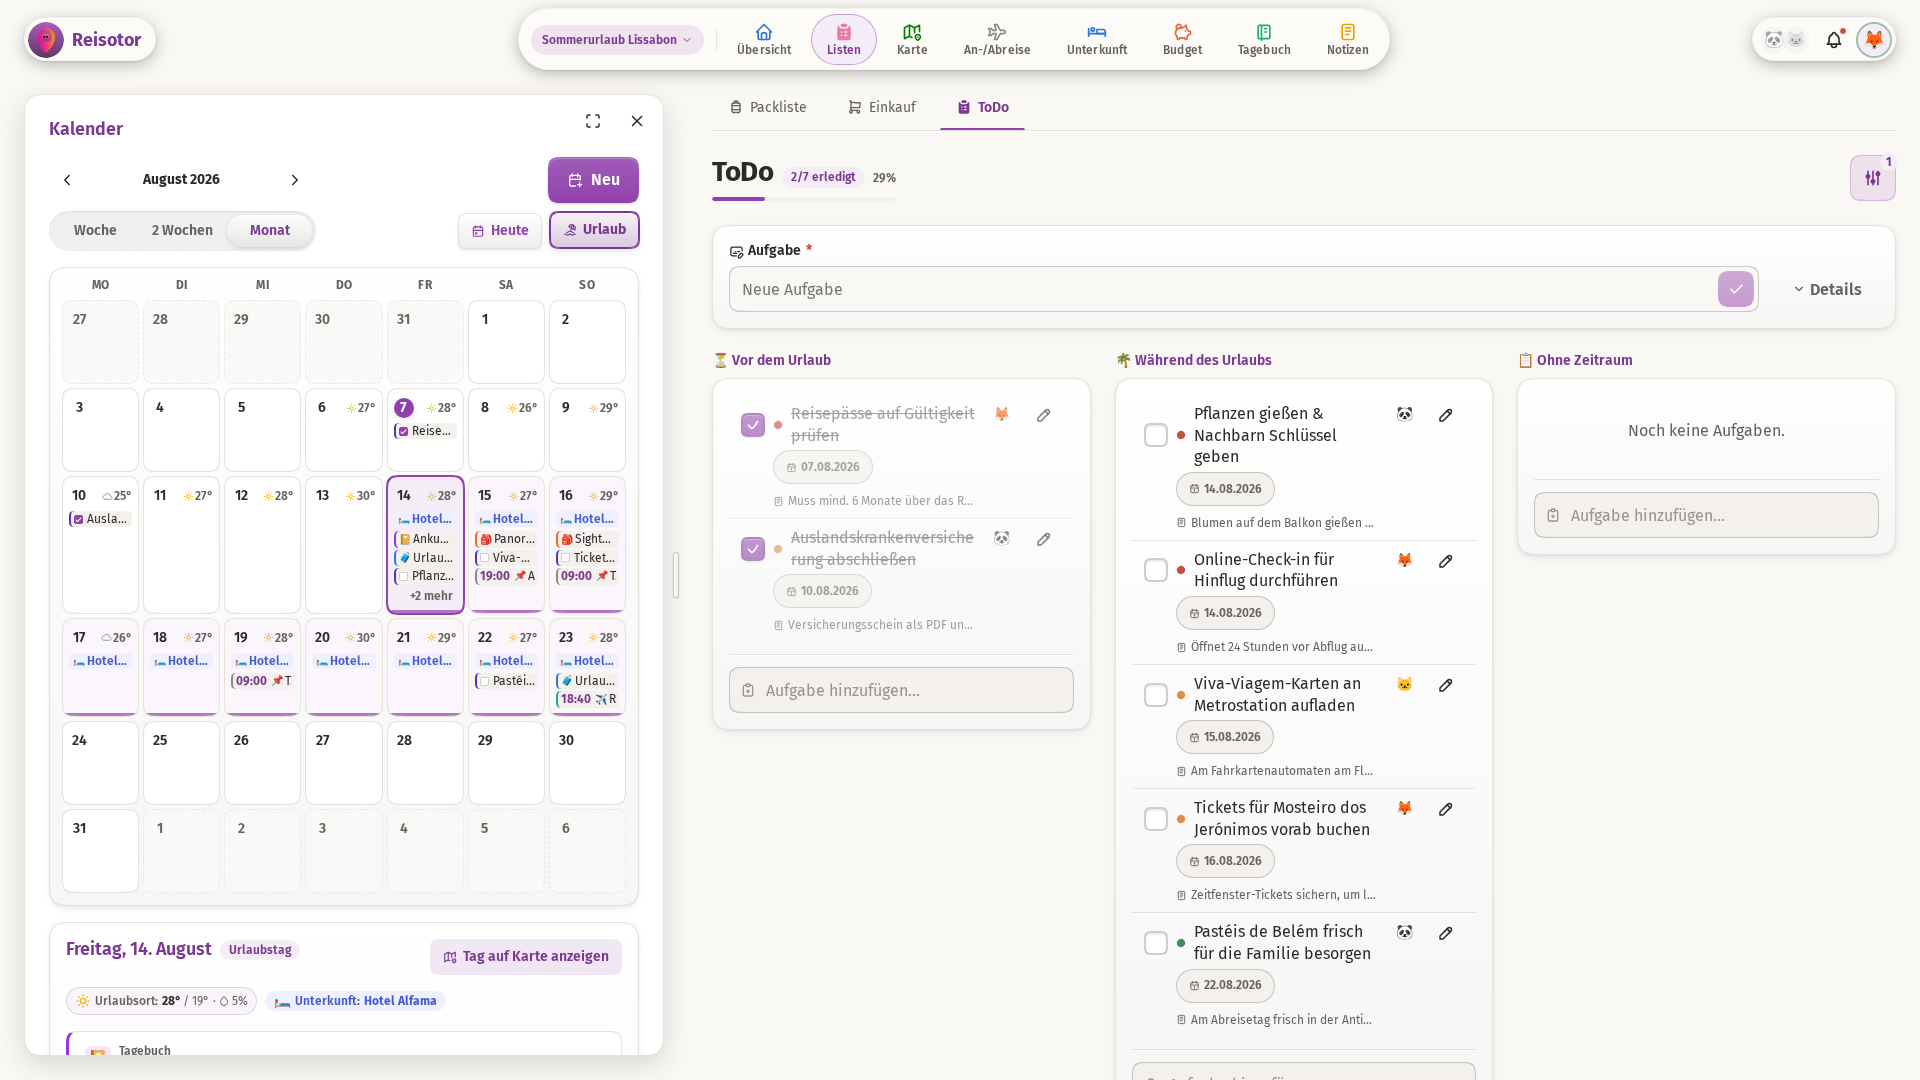 Reisotor
Sommerurlaub Lissabon
Übersicht
Listen
Karte
An-/Abreise
Unterkunft
Budget
Tagebuch
Notizen
Kalender
August 2026
Neu
Woche
2 Wochen
Monat
Heute
Urlaub
MO DI MI DO FR SA SO
27 28 29 30 31 1 2
3 4 5 6 27° 7 28° 8 26° 9 29°
Reise...
10 25° 11 27° 12 28° 13 30° 14 28° 15 27° 16 29°
Ausla... Hotel... Hotel... Hotel...
Anku... Panor... Sight...
Urlau... Viva-... Ticket...
Pflanz... 19:00 A 09:00 T
+2 mehr
17 26° 18 27° 19 28° 20 30° 21 29° 22 27° 23 28°
Hotel... Hotel... Hotel... Hotel... Hotel... Hotel... Hotel...
09:00 T Pastéi... Urlau...
18:40 R
24 25 26 27 28 29 30
31 1 2 3 4 5 6
Freitag, 14. August Urlaubstag
Tag auf Karte anzeigen
Urlaubsort: 28° / 19° · 5%
Unterkunft: Hotel Alfama
Tagebuch
Packliste
Einkauf
ToDo
ToDo 2/7 erledigt 29%
1
Aufgabe *
Neue Aufgabe
Details
Vor dem Urlaub
Reisepässe auf Gültigkeit
prüfen
07.08.2026
Muss mind. 6 Monate über das R...
Auslandskrankenversiche
rung abschließen
10.08.2026
Versicherungsschein als PDF un...
Aufgabe hinzufügen...
Während des Urlaubs
Pflanzen gießen &
Nachbarn Schlüssel
geben
14.08.2026
Blumen auf dem Balkon gießen ...
Online-Check-in für
Hinflug durchführen
14.08.2026
Öffnet 24 Stunden vor Abflug au...
Viva-Viagem-Karten an
Metrostation aufladen
15.08.2026
Am Fahrkartenautomaten am Fl...
Tickets für Mosteiro dos
Jerónimos vorab buchen
16.08.2026
Zeitfenster-Tickets sichern, um l...
Pastéis de Belém frisch
für die Familie besorgen
22.08.2026
Am Abreisetag frisch in der Anti...
Ohne Zeitraum
Noch keine Aufgaben.
Aufgabe hinzufügen...